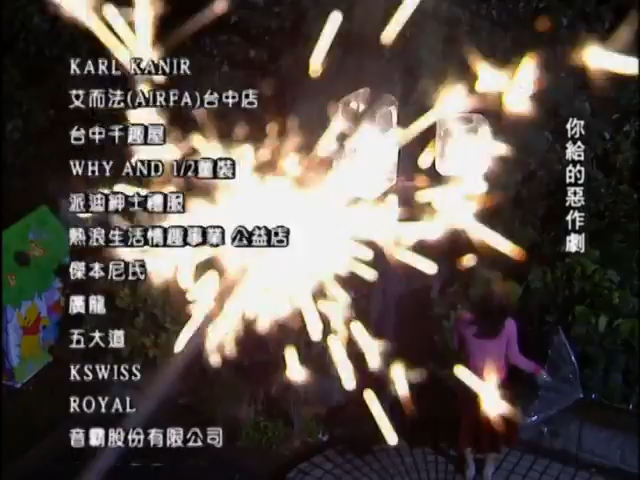 KARL KANIR
艾而法(AIRFA)台中店
台中千趣屋
WHY AND 1/2童裝
派迪紳士禮服
熱浪生活情趣事業 公益店
傑本尼氏
廣龍
五大道
KSWISS
ROYAL
音霸股份有限公司
你給的惡作劇